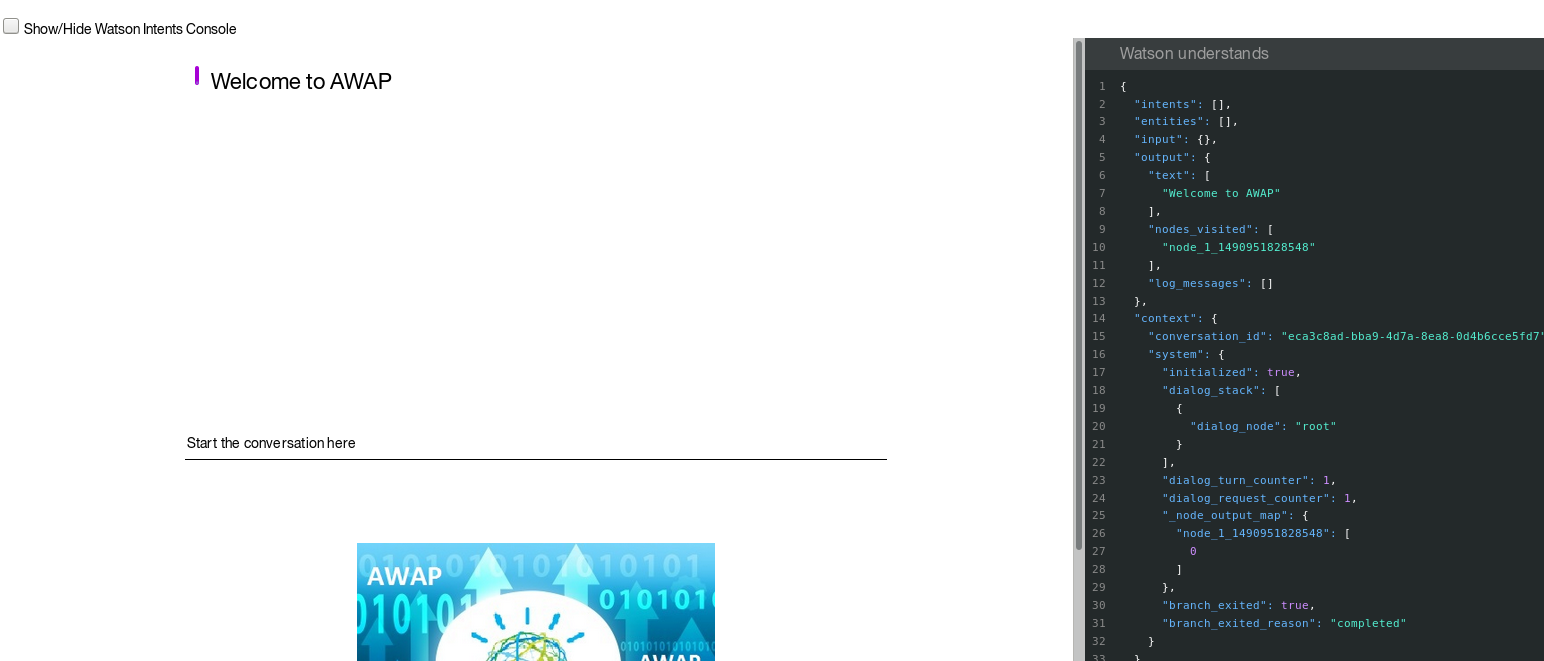 Show/Hide Watson Intents Console
Welcome to AWAP
Start the conversation here
0101010101010101
AWAP
01010
010101
0101010101010
AWAP
Watson understands
1 {
2 "intents": [],
3 "entities": [],
4 "input": {},
5 "output": {
6 "text": [
7 "Welcome to AWAP"
8 ],
9 "nodes_visited": [
10 "node_1_1490951828548"
11 ],
12 "log_messages": []
13 },
14 "context": {
15 "conversation_id": "eca3c8ad-bba9-4d7a-8ea8-0d4b6cce5fd7"
16 "system": {
17 "initialized": true,
18 "dialog_stack": [
19 {
20 "dialog_node": "root"
21 }
22 ],
23 "dialog_turn_counter": 1,
24 "dialog_request_counter": 1,
25 "_node_output_map": {
26 "node_1_1490951828548": [
27 0
28 ]
29 },
30 "branch_exited": true,
31 "branch_exited_reason": "completed"
32 }
33 }